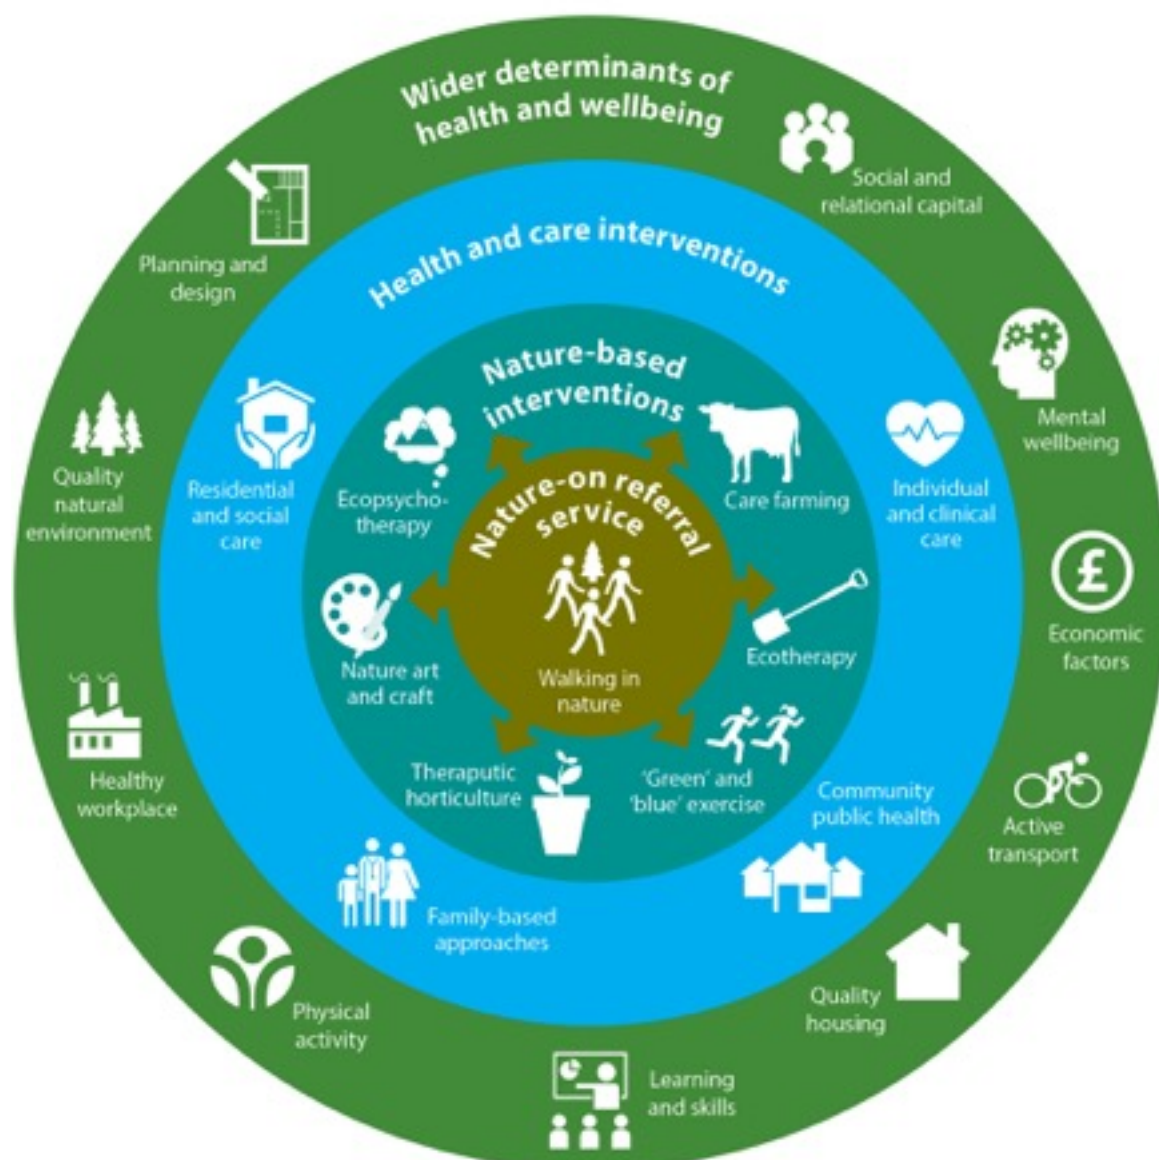 Wider determinants of
health and wellbeing
Social and
relational capital
Planning and
design
Mental
wellbeing
Quality
natural
environment
Economic
factors
Healthy
workplace
Active
transport
Physical
activity
Quality
housing
Learning
and skills
Health and care interventions
Residential
and social
care
Individual
and clinical
care
Family-based
approaches
Community
public health
Nature-based
interventions
Ecopsycho-
therapy
Care farming
Nature art
and craft
Ecotherapy
Theraputic
horticulture
‘Green’ and
‘blue’ exercise
Nature-on referral
service
Walking in
nature
£